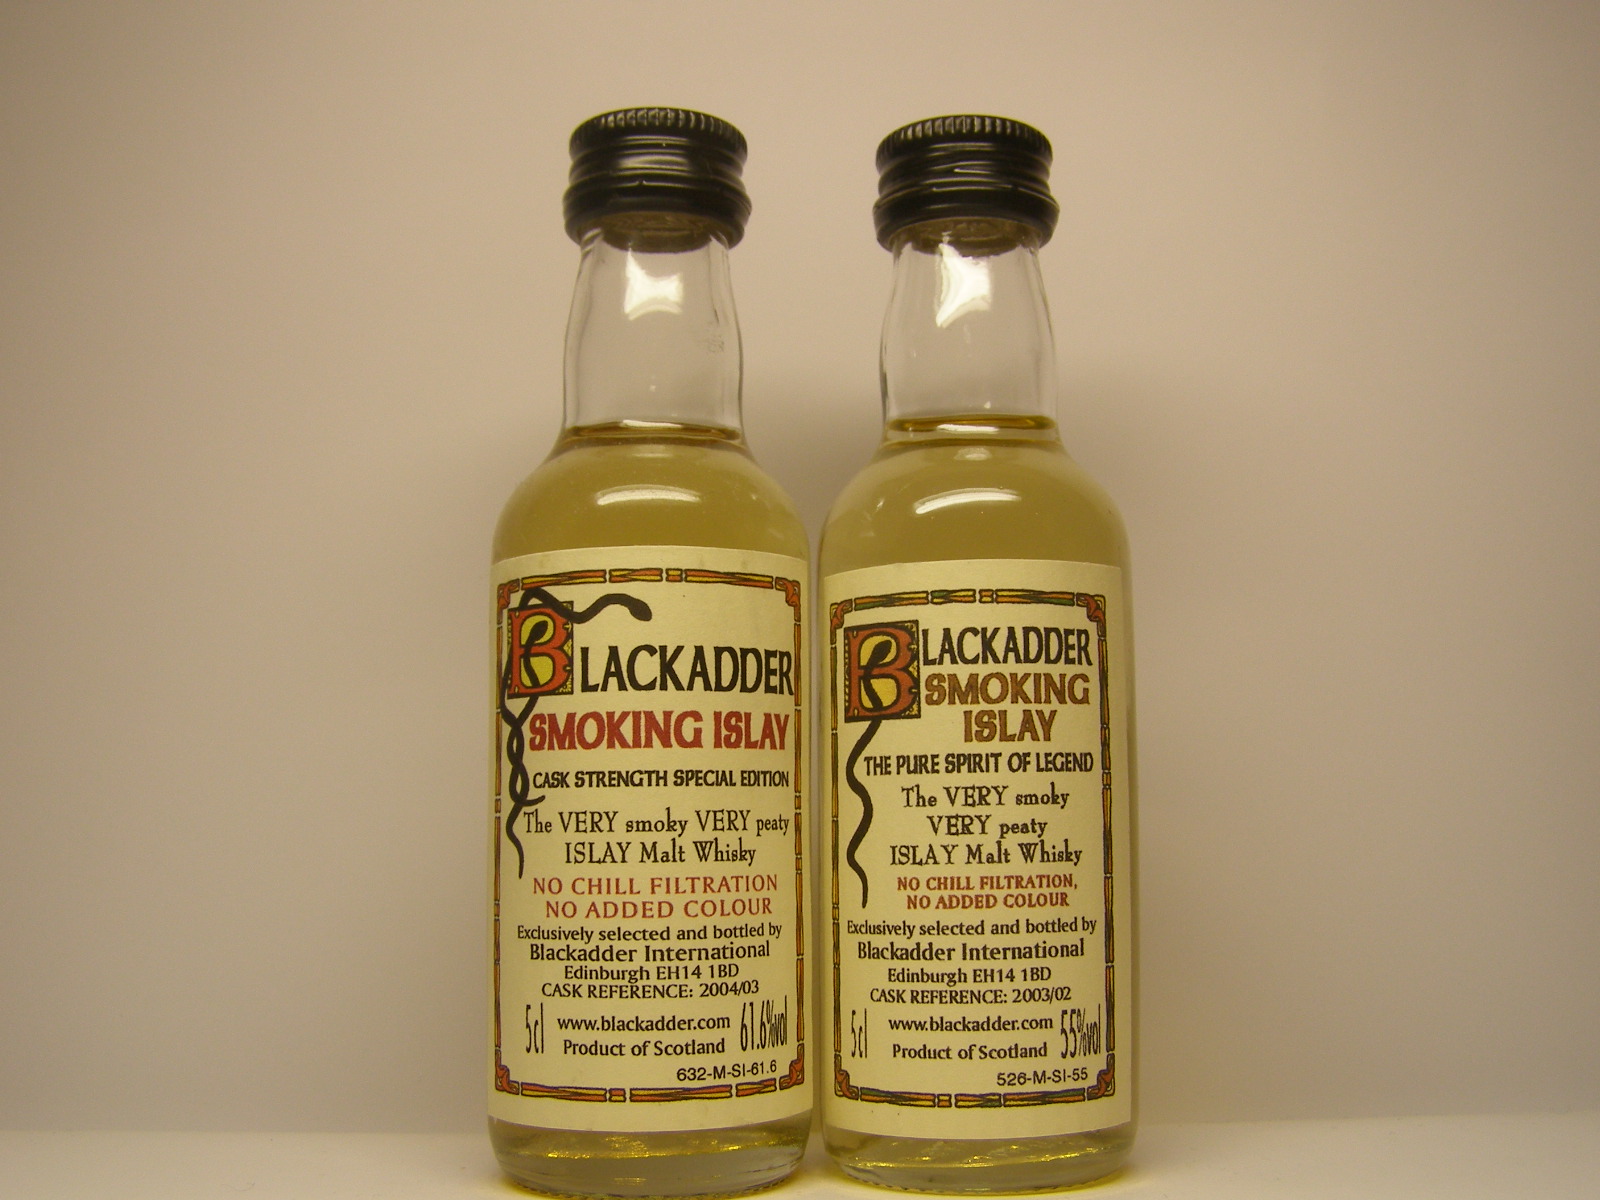 BLACKADDER
SMOKING ISLAY
CASK STRENGTH SPECIAL EDITION
The VERY smoky VERY peaty
ISLAY Malt Whisky
NO CHILL FILTRATION
NO ADDED COLOUR
Exclusively selected and bottled by
Blackadder International
Edinburgh EH14 1BD
CASK REFERENCE: 2004/03
5cl www.blackadder.com 61.6%vol
Product of Scotland
632-M-SI-61.6
BLACKADDER
SMOKING
ISLAY
THE PURE SPIRIT OF LEGEND
The VERY smoky
VERY peaty
ISLAY Malt Whisky
NO CHILL FILTRATION,
NO ADDED COLOUR
Exclusively selected and bottled by
Blackadder International
Edinburgh EH14 1BD
CASK REFERENCE: 2003/02
5cl www.blackadder.com 55%vol
Product of Scotland
526-M-SI-55